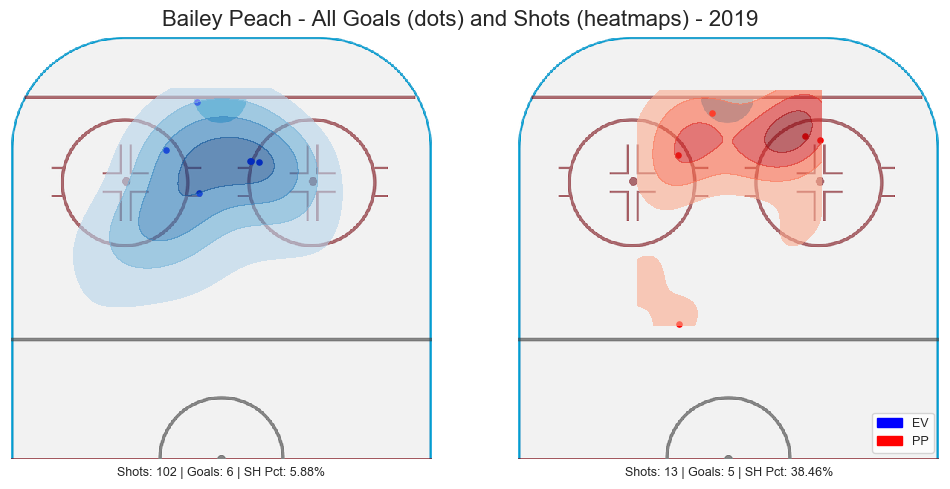 Bailey Peach - All Goals (dots) and Shots (heatmaps) - 2019
EV
PP
Shots: 102 | Goals: 6 | SH Pct: 5.88%
Shots: 13 | Goals: 5 | SH Pct: 38.46%